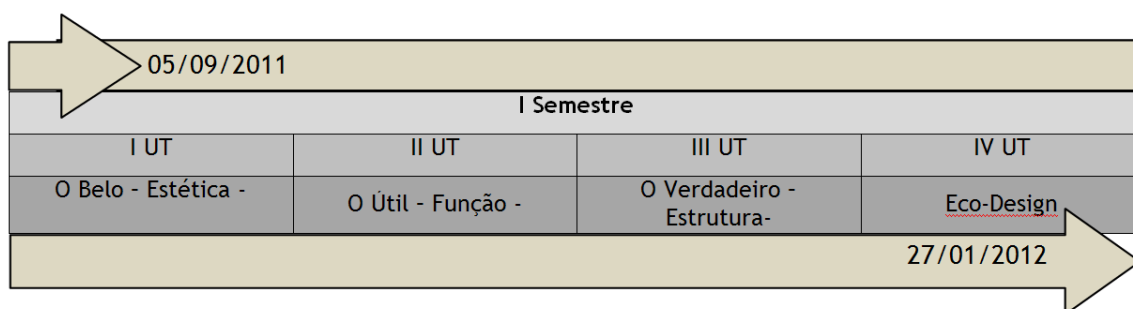 05/09/2011
I Semestre
I UT
II UT
III UT
IV UT
O Belo – Estética -
O Útil – Função -
O Verdadeiro –
Estrutura-
Eco-Design
27/01/2012